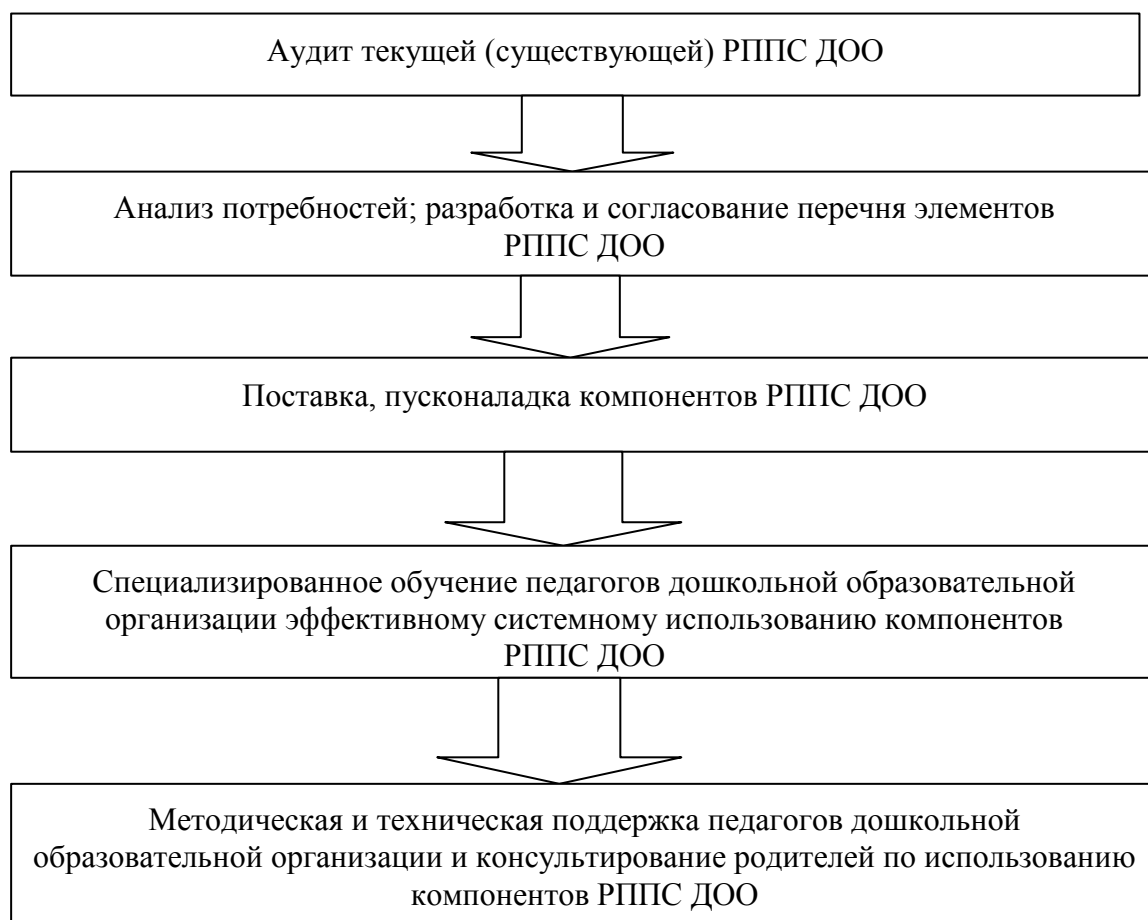 Аудит текущей (существующей) РППС ДОО
Анализ потребностей; разработка и согласование перечня элементов
РППС ДОО
Поставка, пусконаладка компонентов РППС ДОО
Специализированное обучение педагогов дошкольной образовательной
организации эффективному системному использованию компонентов
РППС ДОО
Методическая и техническая поддержка педагогов дошкольной
образовательной организации и консультирование родителей по использованию
компонентов РППС ДОО